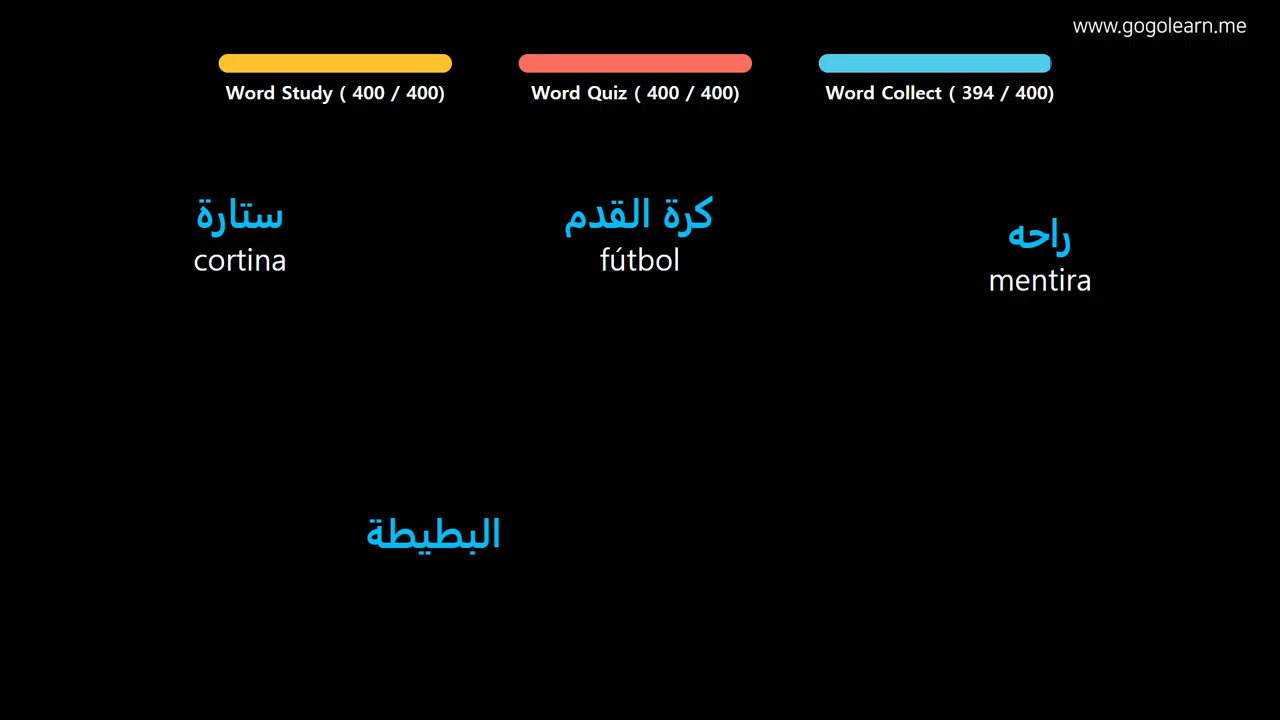 www.gogolearn.me
Word Study ( 400 / 400)
Word Quiz ( 400 / 400)
Word Collect ( 394 / 400)
ستارة
cortina
كرة القدم
fútbol
راحه
mentira
البطيطة